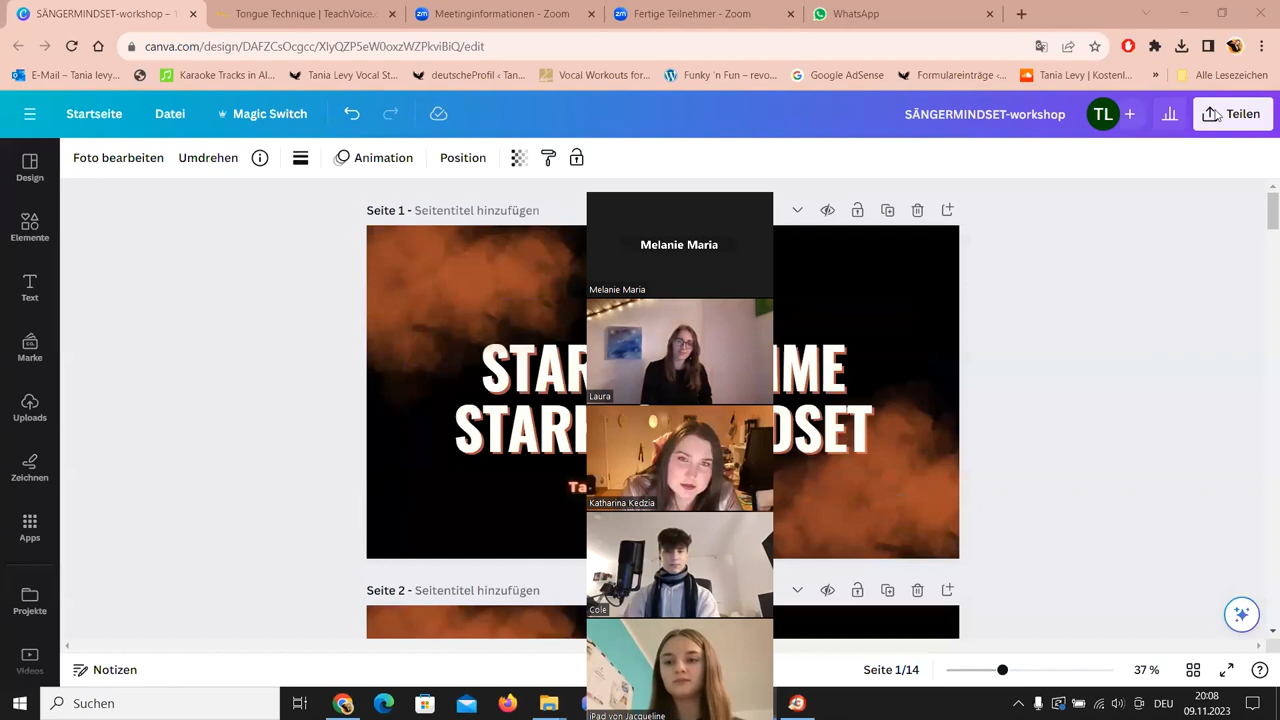 SÄNGERMINDSET-workshop – T
Tongue Technique | TeachVoice.c
Meetinginformationen - Zoom
Fertige Teilnehmer - Zoom
WhatsApp
canva.com/design/DAFZCsOcgcc/XlyQZP5eW0oxzWZPkviBiQ/edit
E-Mail – Tania levy...
Karaoke Tracks in Al...
Tania Levy Vocal St...
deutscheProfil ‹ Tan...
Vocal Workouts for...
Funky 'n Fun – revo...
Google AdSense
Formulareinträge ‹...
Tania Levy | Kostenl...
»
Alle Lesezeichen
Startseite
Datei
Magic Switch
SÄNGERMINDSET-workshop
TL
Teilen
Foto bearbeiten
Umdrehen
Animation
Position
Design
Elemente
Text
Marke
Uploads
Zeichnen
Apps
Projekte
Videos
Seite 1 - Seitentitel hinzufügen
STAR
IME
STAR
DSET
Ta
Melanie Maria
Melanie Maria
Laura
Katharina Kedzia
Cole
iPad von Jacqueline
Seite 2 - Seitentitel hinzufügen
Notizen
Seite 1/14
37 %
Suchen
DEU
20:08
09.11.2023